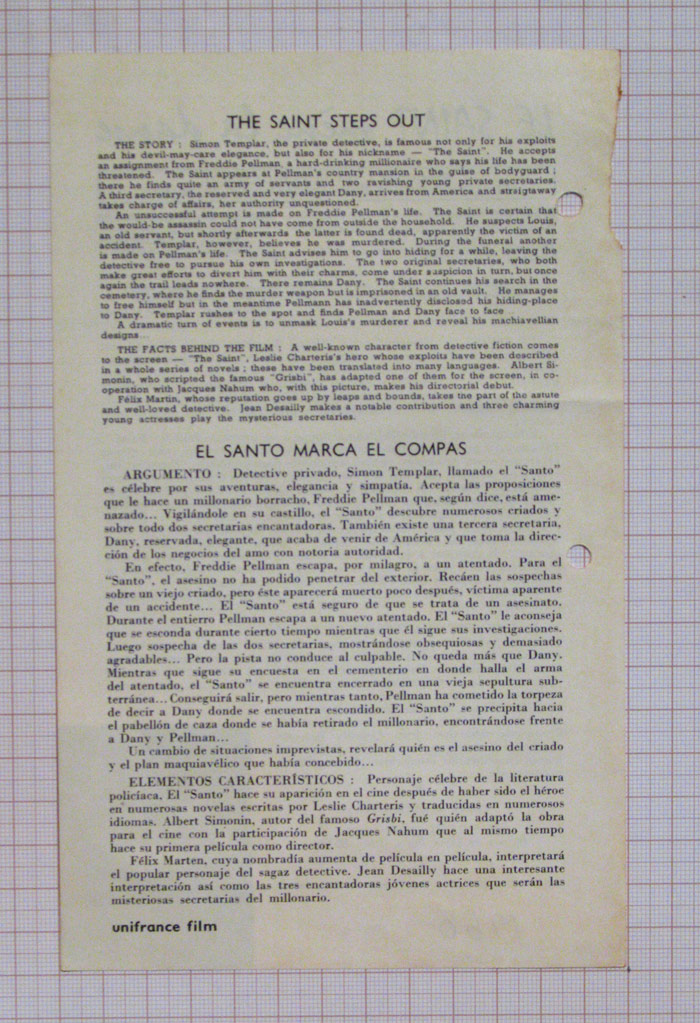 THE SAINT STEPS OUT
THE STORY : Simon Templar, the private detective, is famous not only for his exploits
and his devil-may-care elegance, but also for his nickname — "The Saint". He accepts
an assignment from Freddie Pellman, a hard-drinking millionaire who says his life has been
threatened. The Saint appears at Pellman's country mansion in the guise of bodyguard ;
there he finds quite an army of servants and two ravishing young private secretaries.
A third secretary, the reserved and very elegant Dany, arrives from America and straigtaway
takes charge of affairs, her authority unquestioned.
An unsuccessful attempt is made on Freddie Pellman's life. The Saint is certain that
the would-be assassin could not have come from outside the household. He suspects Louis,
an old servant, but shortly afterwards the latter is found dead, apparently the victim of an
accident. Templar, however, believes he was murdered. During the funeral another
is made on Pellman's life. The Saint advises him to go into hiding for a while, leaving the
detective free to pursue his own investigations. The two original secretaries, who both
make great efforts to divert him with their charms, come under suspicion in turn, but once
again the trail leads nowhere. There remains Dany. The Saint continues his search in the
cemetery, where he finds the murder weapon but is imprisoned in an old vault. He manages
to free himself but in the meantime Pellmann has inadvertently disclosed his hiding-place
to Dany. Templar rushes to the spot and finds Pellman and Dany face to face
A dramatic turn of events is to unmask Louis's murderer and reveal his machiavellian
designs...
THE FACTS BEHIND THE FILM : A well-known character from detective fiction comes
to the screen — "The Saint", Leslie Charteris's hero whose exploits have been described
in a whole series of novels ; these have been translated into many languages. Albert Si-
monin, who scripted the famous "Grisbi", has adapted one of them for the screen, in co-
operation with Jacques Nahum who, with this picture, makes his directorial debut.
Félix Martin, whose reputation goes up by leaps and bounds, takes the part of the astute
and well-loved detective. Jean Desailly makes a notable contribution and three charming
young actresses play the mysterious secretaries.
EL SANTO MARCA EL COMPAS
ARGUMENTO : Detective privado, Simon Templar, llamado el "Santo"
es célebre por sus aventuras, elegancia y simpatía. Acepta las proposiciones
que le hace un millonario borracho, Freddie Pellman que, según dice, está ame-
nazado... Vigilándole en su castillo, el "Santo" descubre numerosos criados y
sobre todo dos secretarias encantadoras. También existe una tercera secretaria,
Dany, reservada, elegante, que acaba de venir de América y que toma la direc-
ción de los negocios del amo con notoria autoridad.
En efecto, Freddie Pellman escapa, por milagro, a un atentado. Para el
"Santo", el asesino no ha podido penetrar del exterior. Recáen las sospechas
sobre un viejo criado, pero éste aparecerá muerto poco después, víctima aparente
de un accidente... El "Santo" está seguro de que se trata de un asesinato.
Durante el entierro Pellman escapa a un nuevo atentado. El "Santo" le aconseja
que se esconda durante cierto tiempo mientras que él sigue sus investigaciones.
Luego sospecha de las dos secretarias, mostrándose obsequiosas y demasiado
agradables... Pero la pista no conduce al culpable. No queda más que Dany.
Mientras que sigue su encuesta en el cementerio en donde halla el arma
del atentado, el "Santo" se encuentra encerrado en una vieja sepultura sub-
terránea... Conseguirá salir, pero mientras tanto, Pellman ha cometido la torpeza
de decir a Dany donde se encuentra escondido. El "Santo" se precipita hacia
el pabellón de caza donde se había retirado el millonario, encontrándose frente
a Dany y Pellman...
Un cambio de situaciones imprevistas, revelará quién es el asesino del criado
y el plan maquiavélico que había concebido...
ELEMENTOS CARACTERÍSTICOS : Personaje célebre de la literatura
policíaca. El "Santo" hace su aparición en el cine después de haber sido el héroe
en numerosas novelas escritas por Leslie Charteris y traducidas en numerosos
idiomas. Albert Simonin, autor del famoso Grisbi, fué quién adaptó la obra
para el cine con la participación de Jacques Nahum que al mismo tiempo
hace su primera película como director.
Félix Marten, cuya nombradía aumenta de película en película, interpretará
el popular personaje del sagaz detective. Jean Desailly hace una interesante
interpretación así como las tres encantadoras jóvenes actrices que serán las
misteriosas secretarias del millonario.
unifrance film